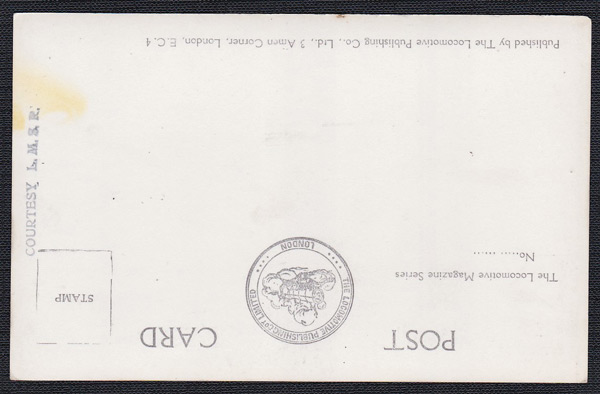 POST CARD
STAMP
The Locomotive Magazine Series
No...........
THE LOCOMOTIVE PUBLISHING Co. LIMITED
LONDON
COURTESY L. M. S. R.
Published by The Locomotive Publishing Co., Ltd., 3 Amen Corner, London, E.C.4